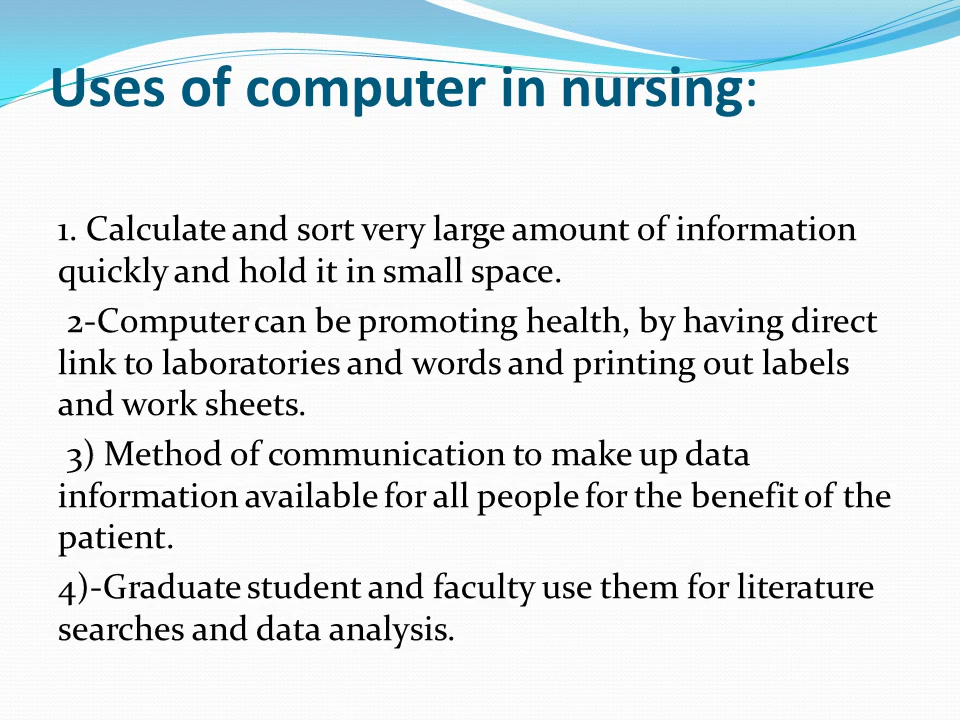 Uses of computer in nursing:
1. Calculate and sort very large amount of information
quickly and hold it in small space.
2-Computer can be promoting health, by having direct
link to laboratories and words and printing out labels
and work sheets.
3) Method of communication to make up data
information available for all people for the benefit of the
patient.
4)-Graduate student and faculty use them for literature
searches and data analysis.